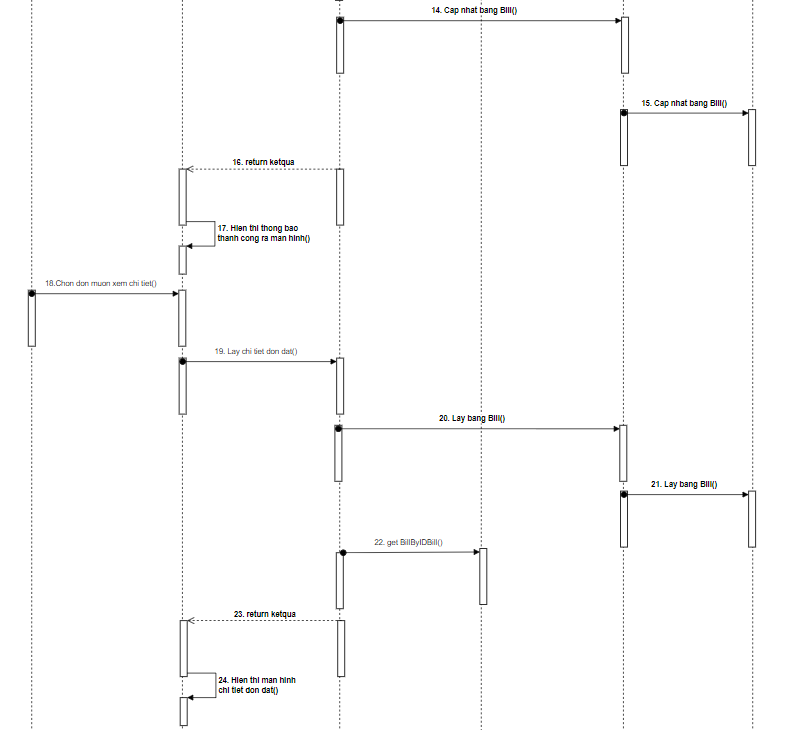 14. Cap nhat bang Bill()
15. Cap nhat bang Bill()
16. return ketqua
17. Hien thi thong bao
thanh cong ra man hinh()
18.Chon don muon xem chi tiet()
19. Lay chi tiet don dat()
20. Lay bang Bill()
21. Lay bang Bill()
22. get BillByIDBill()
23. return ketqua
24. Hien thi man hinh
chi tiet don dat()